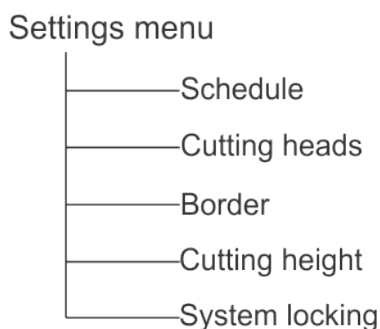 Settings menu
Schedule
Cutting heads
Border
Cutting height
System locking